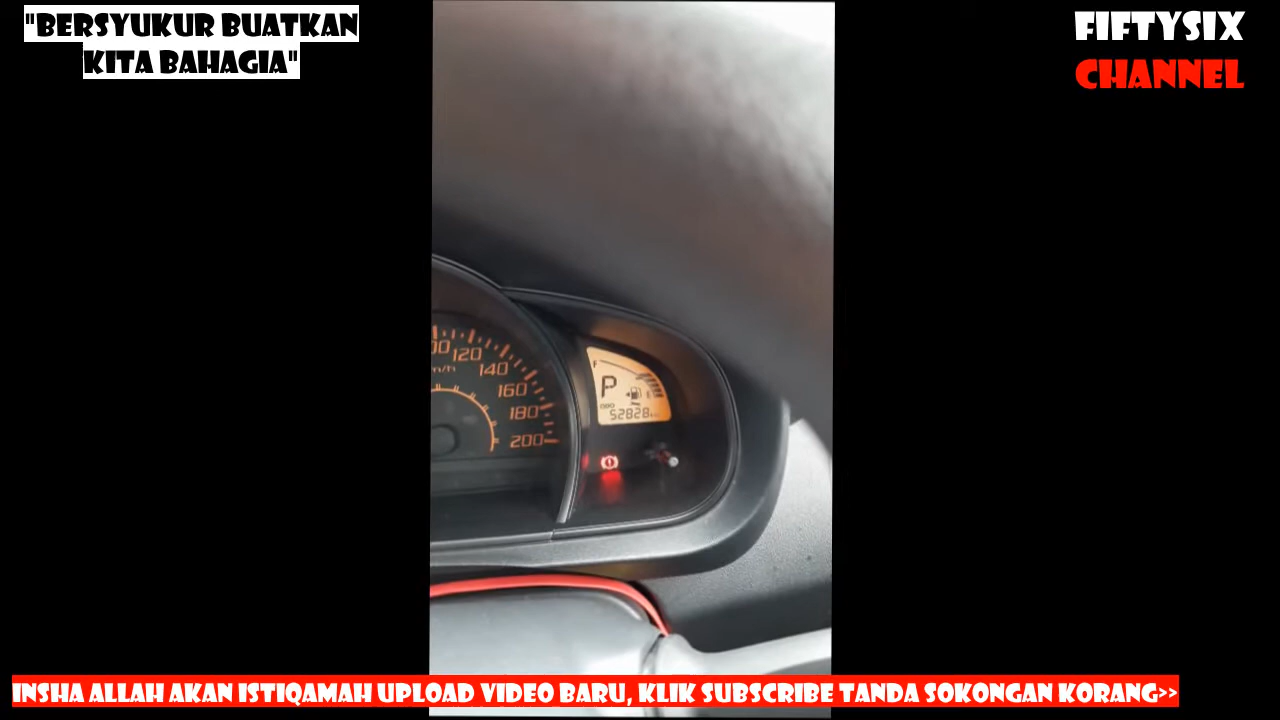 "BERSYUKUR BUATKAN
KITA BAHAGIA"
FIFTYSIX
CHANNEL
120
140
160
180
200
F
P
ODO
52828
INSHA ALLAH AKAN ISTIQAMAH UPLOAD VIDEO BARU, KLIK SUBSCRIBE TANDA SOKONGAN KORANG>>